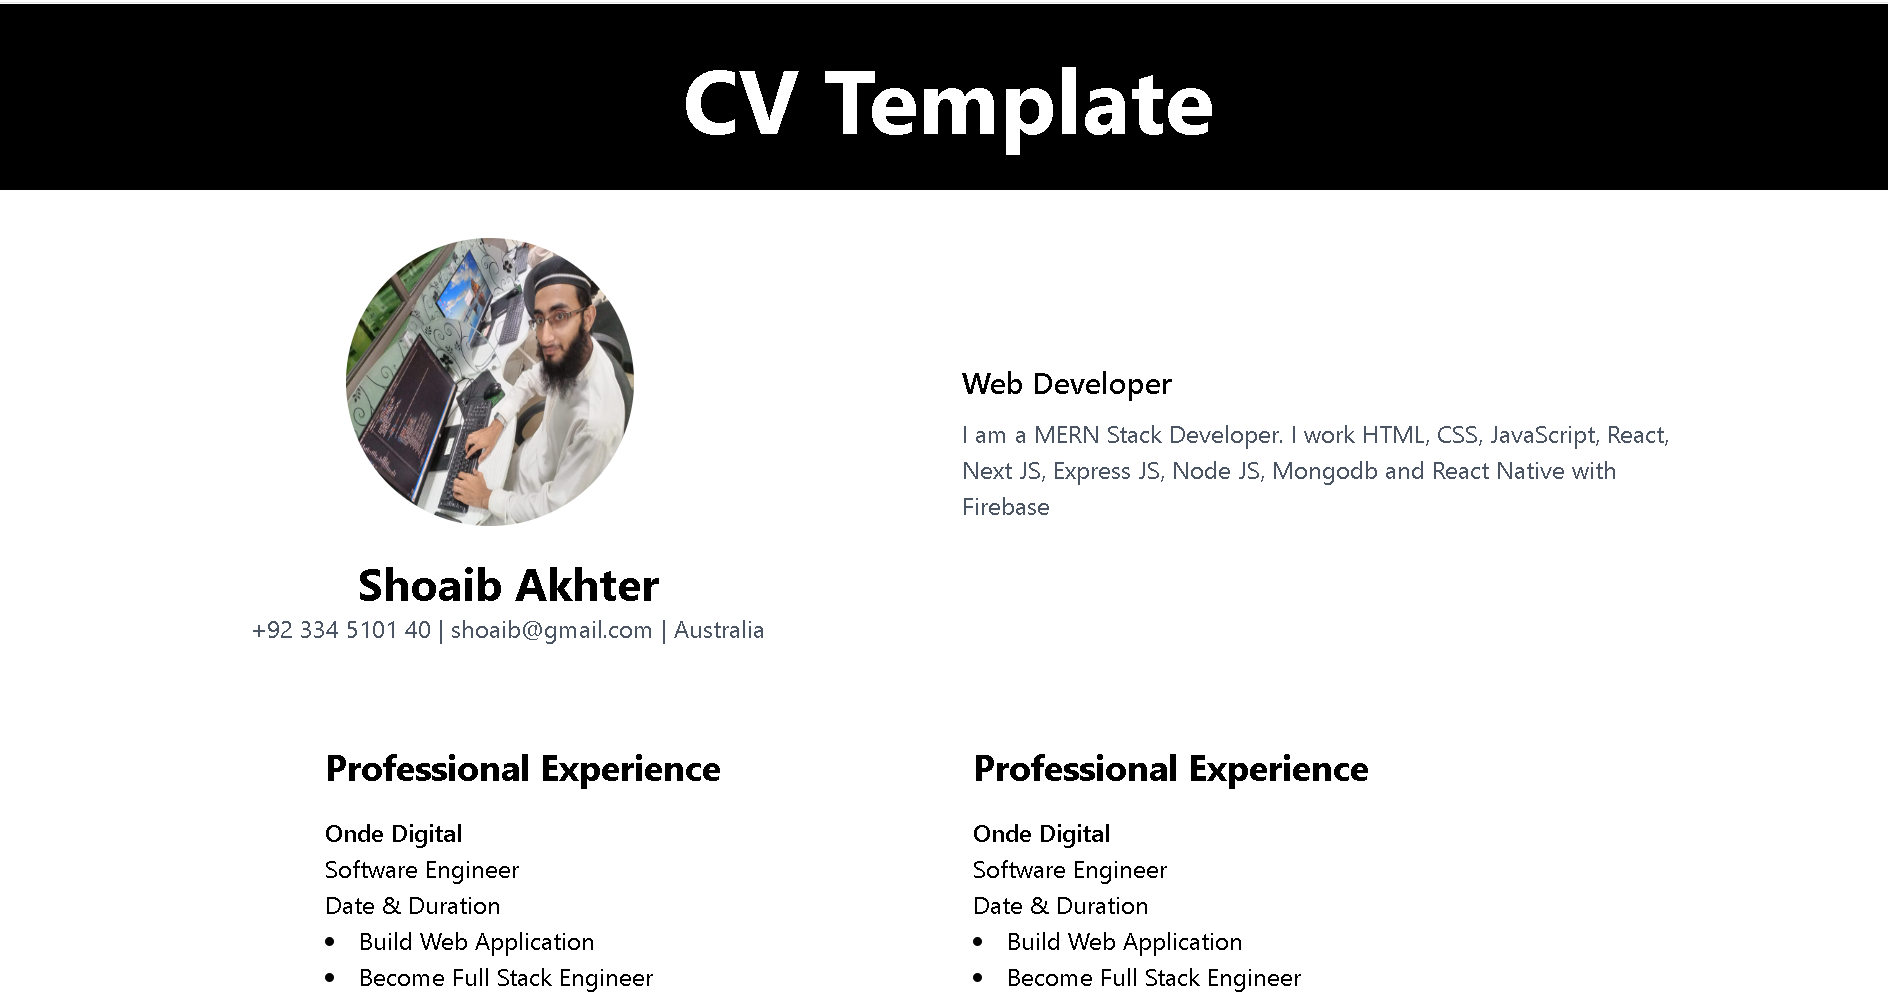 CV Template
Shoaib Akhter
+92 334 5101 40 | shoaib@gmail.com | Australia
Web Developer
I am a MERN Stack Developer. I work HTML, CSS, JavaScript, React,
Next JS, Express JS, Node JS, Mongodb and React Native with
Firebase
Professional Experience
Onde Digital
Software Engineer
Date & Duration
Build Web Application
Become Full Stack Engineer
Professional Experience
Onde Digital
Software Engineer
Date & Duration
Build Web Application
Become Full Stack Engineer